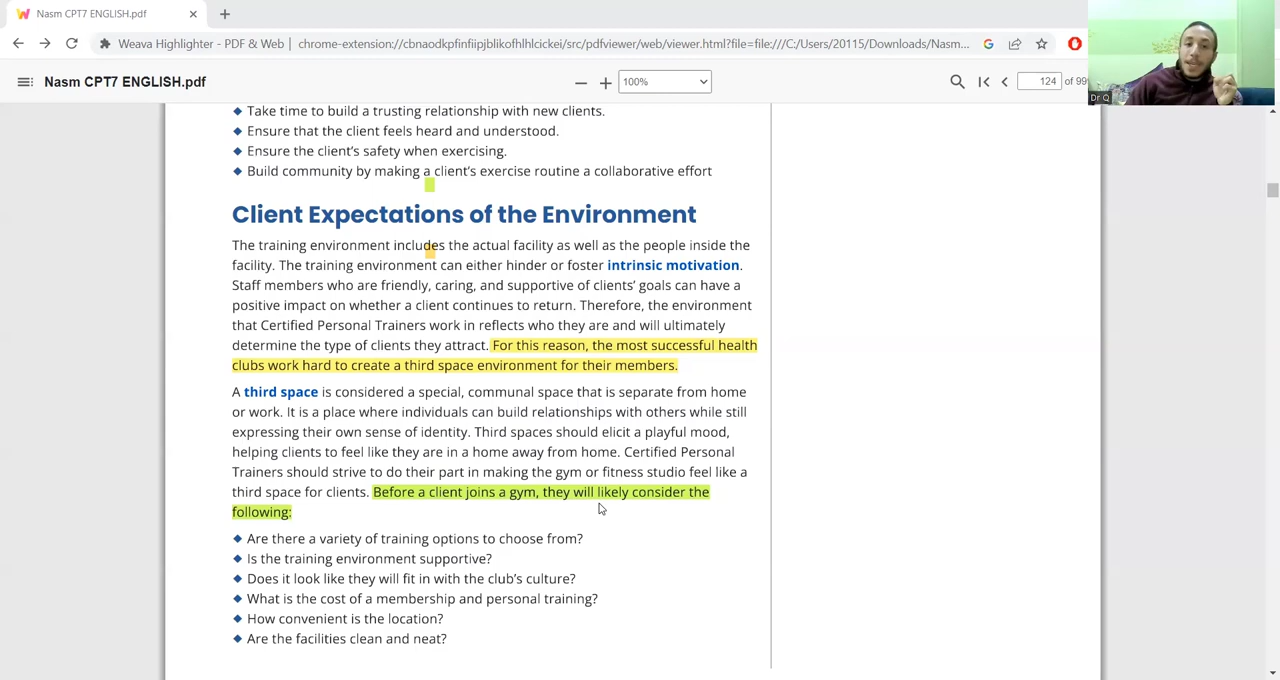 Nasm CPT7 ENGLISH.pdf
Weava Highlighter - PDF & Web | chrome-extension://cbnaodkpfinfiipjblikofhlhlcickei/src/pdfviewer/web/viewer.html?file=file:///C:/Users/20115/Downloads/Nasm...
Nasm CPT7 ENGLISH.pdf
100%
124 of 99
Dr Q
Take time to build a trusting relationship with new clients.
Ensure that the client feels heard and understood.
Ensure the client's safety when exercising.
Build community by making a client's exercise routine a collaborative effort
Client Expectations of the Environment
The training environment includes the actual facility as well as the people inside the
facility. The training environment can either hinder or foster intrinsic motivation.
Staff members who are friendly, caring, and supportive of clients' goals can have a
positive impact on whether a client continues to return. Therefore, the environment
that Certified Personal Trainers work in reflects who they are and will ultimately
determine the type of clients they attract. For this reason, the most successful health
clubs work hard to create a third space environment for their members.
A third space is considered a special, communal space that is separate from home
or work. It is a place where individuals can build relationships with others while still
expressing their own sense of identity. Third spaces should elicit a playful mood,
helping clients to feel like they are in a home away from home. Certified Personal
Trainers should strive to do their part in making the gym or fitness studio feel like a
third space for clients. Before a client joins a gym, they will likely consider the
following:
Are there a variety of training options to choose from?
Is the training environment supportive?
Does it look like they will fit in with the club's culture?
What is the cost of a membership and personal training?
How convenient is the location?
Are the facilities clean and neat?